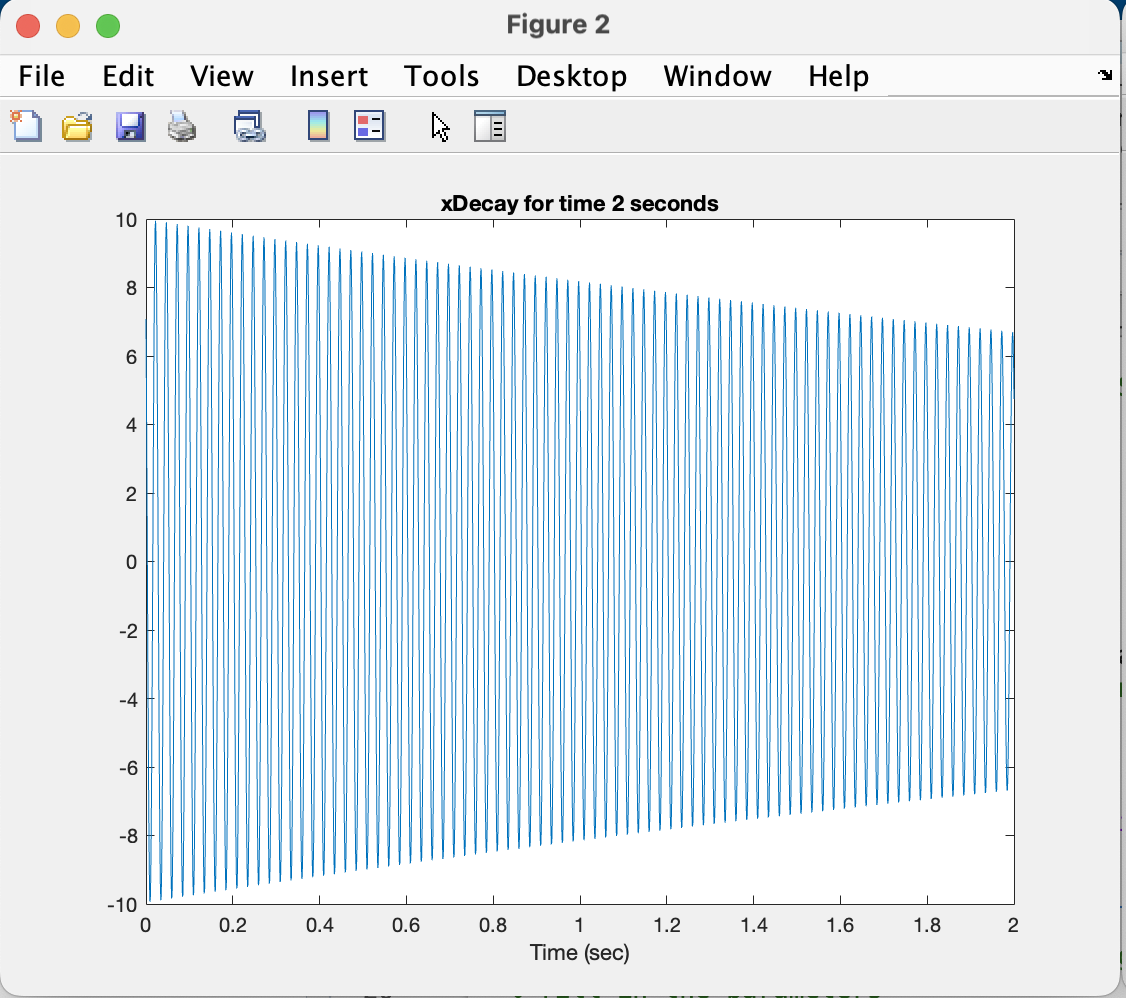 Figure 2
File Edit View Insert Tools Desktop Window Help
xDecay for time 2 seconds
10
8
6
4
2
0
-2
-4
-6
-8
-10
0 0.2 0.4 0.6 0.8 1 1.2 1.4 1.6 1.8 2
Time (sec)